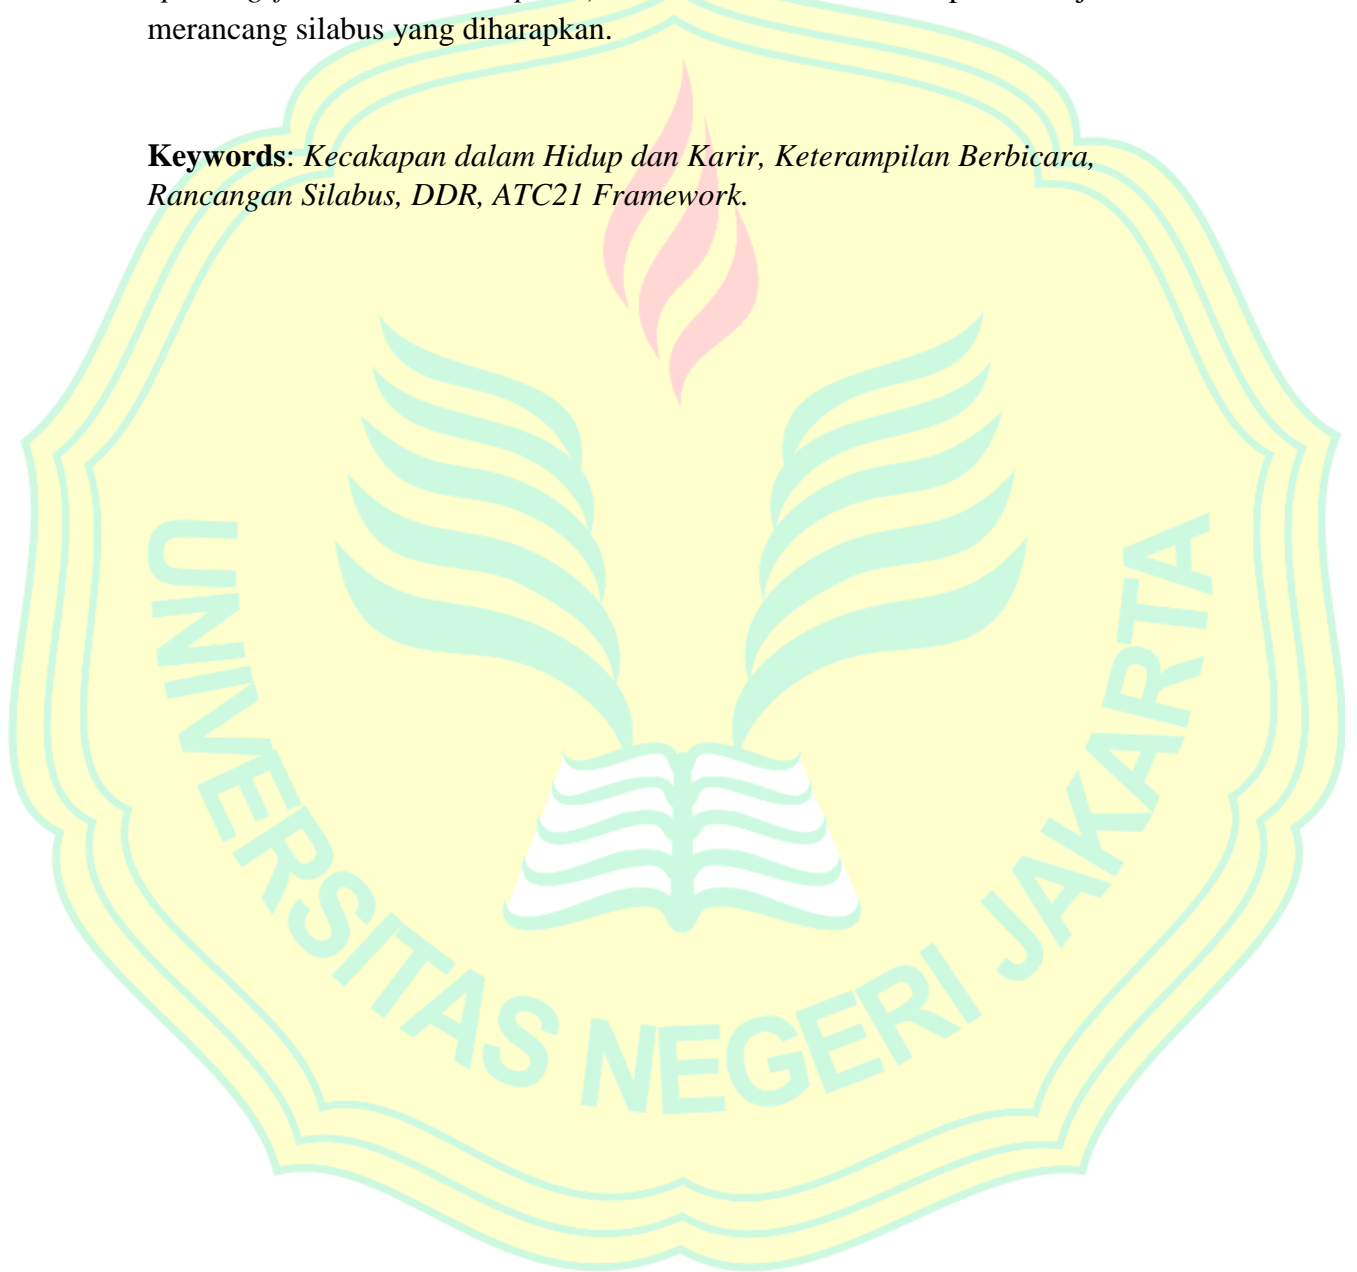 merancang silabus yang diharapkan.
Keywords: Kecakapan dalam Hidup dan Karir, Keterampilan Berbicara,
Rancangan Silabus, DDR, ATC21 Framework.
UNIVERSITAS NEGERI JAKARTA